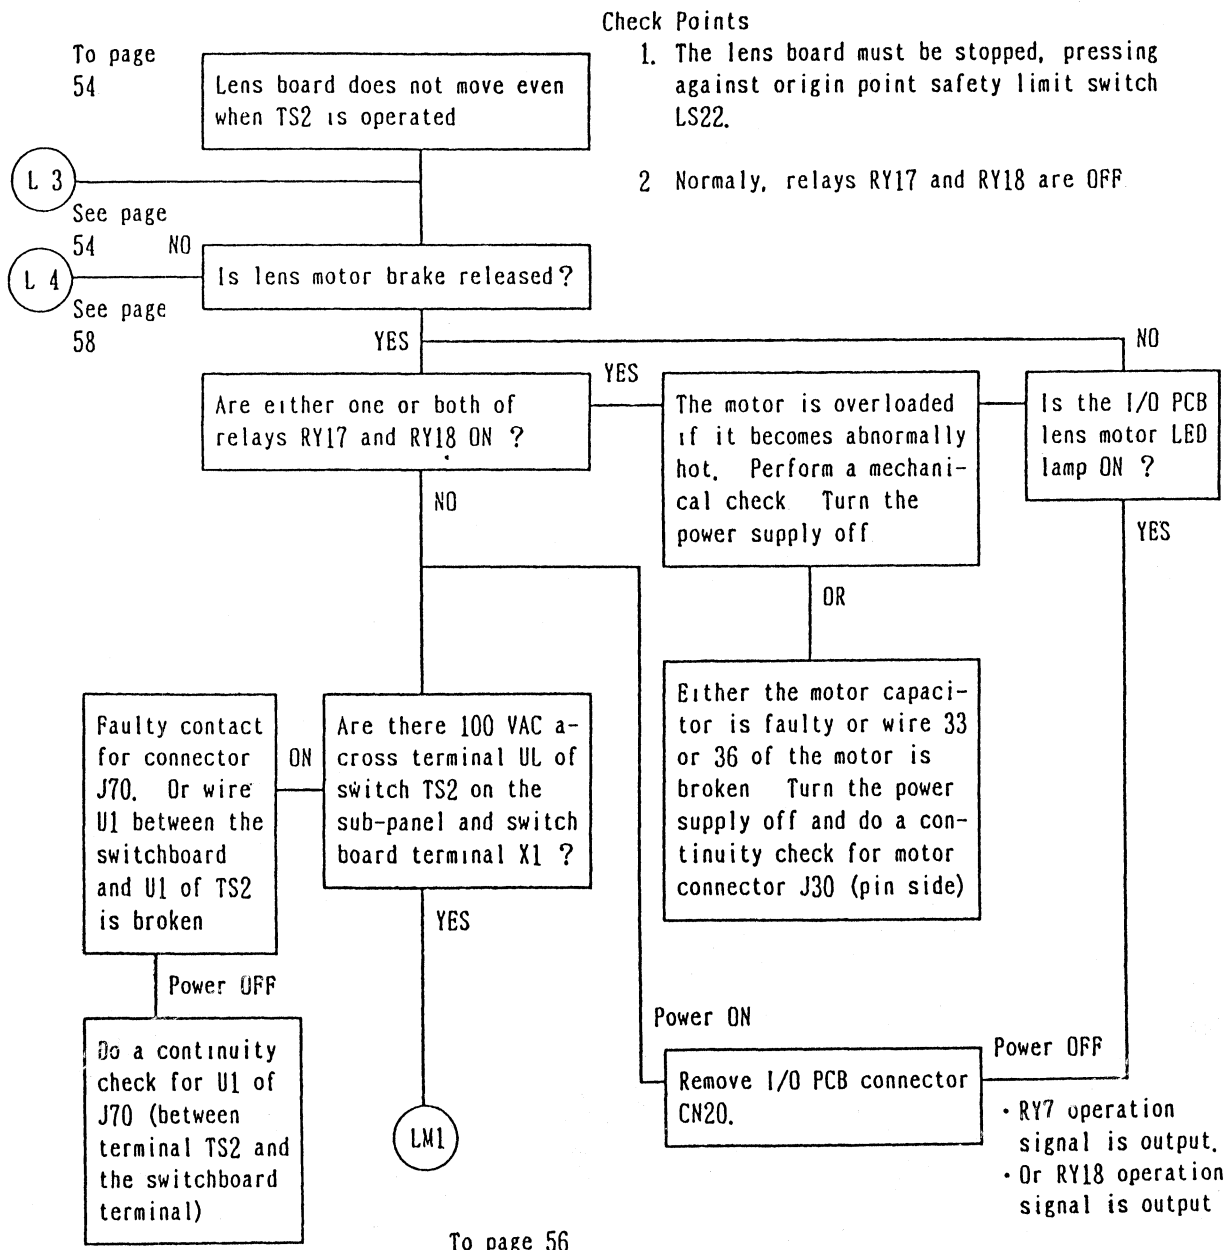 Check Points
1. The lens board must be stopped, pressing
against origin point safety limit switch
LS22.
2 Normaly, relays RY17 and RY18 are OFF
To page
54
Lens board does not move even
when TS2 is operated
L 3
See page
54
NO
L 4
See page
58
Is lens motor brake released?
YES
NO
Are either one or both of
relays RY17 and RY18 ON ?
YES
The motor is overloaded
if it becomes abnormally
hot. Perform a mechani-
cal check Turn the
power supply off
Is the I/O PCB
lens motor LED
lamp ON ?
NO
YES
OR
Faulty contact
for connector
J70. Or wire
U1 between the
switchboard
and U1 of TS2
is broken
ON
Are there 100 VAC a-
cross terminal UL of
switch TS2 on the
sub-panel and switch
board terminal X1 ?
Either the motor capaci-
tor is faulty or wire 33
or 36 of the motor is
broken Turn the power
supply off and do a con-
tinuity check for motor
connector J30 (pin side)
YES
Power OFF
Do a continuity
check for U1 of
J70 (between
terminal TS2 and
the switchboard
terminal)
LM1
Power ON
Remove I/O PCB connector
CN20.
Power OFF
· RY7 operation
signal is output.
· Or RY18 operation
signal is output
To page 56